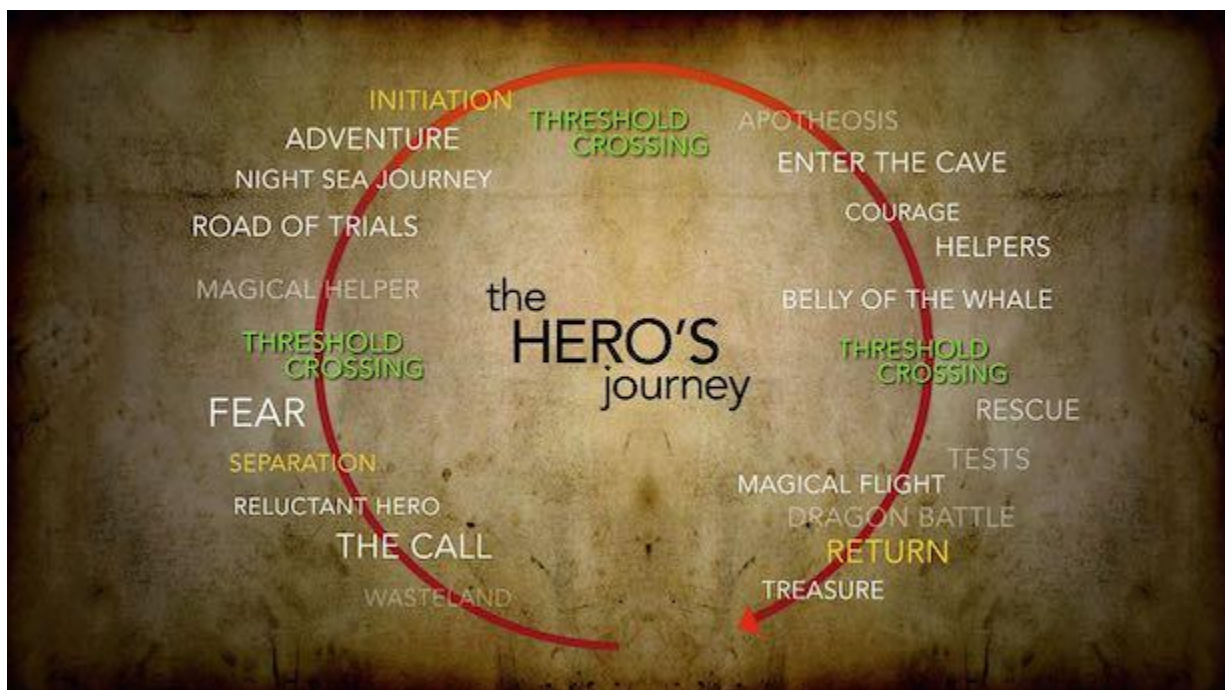 INITIATION
THRESHOLD
CROSSING
APOTHEOSIS
ADVENTURE
ENTER THE CAVE
NIGHT SEA JOURNEY
COURAGE
ROAD OF TRIALS
HELPERS
MAGICAL HELPER
BELLY OF THE WHALE
the
HERO'S
journey
THRESHOLD
CROSSING
THRESHOLD
CROSSING
FEAR
RESCUE
SEPARATION
TESTS
MAGICAL FLIGHT
RELUCTANT HERO
DRAGON BATTLE
THE CALL
RETURN
TREASURE
WASTELAND